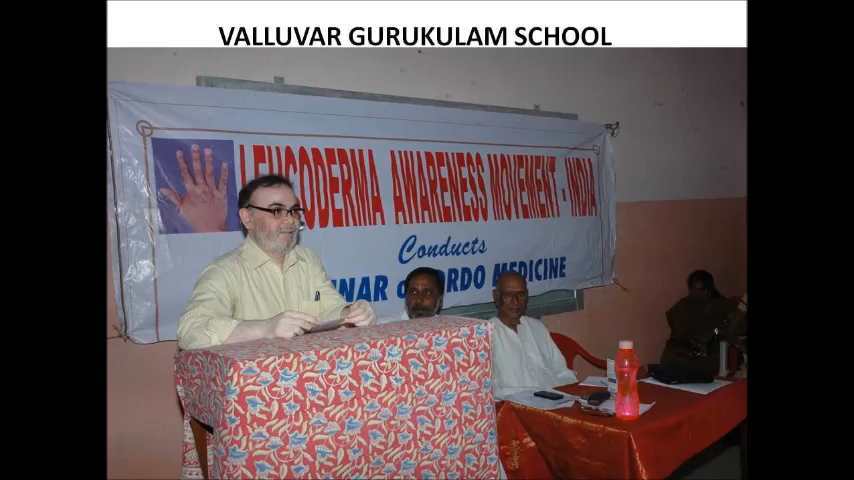 VALLUVAR GURUKULAM SCHOOL
LEUCODERMA AWARENESS MOVEMENT - INDIA
Conducts
MEDICINE